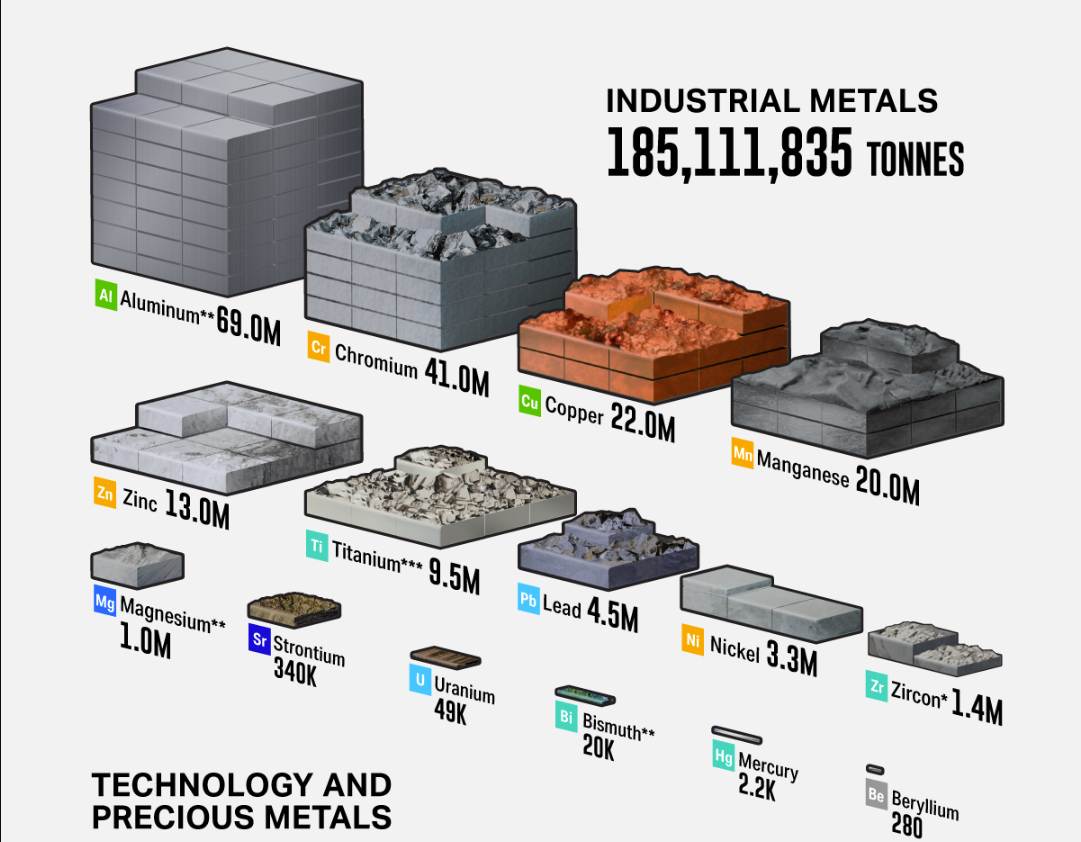 INDUSTRIAL METALS
185,111,835 TONNES
Al Aluminum** 69.0M
Cr Chromium 41.0M
Cu Copper 22.0M
Mn Manganese 20.0M
Zn Zinc 13.0M
Ti Titanium*** 9.5M
Pb Lead 4.5M
Ni Nickel 3.3M
Zr Zircon* 1.4M
Mg Magnesium**
1.0M
Sr Strontium
340K
U Uranium
49K
Bi Bismuth**
20K
Hg Mercury
2.2K
Be Beryllium
280
TECHNOLOGY AND
PRECIOUS METALS